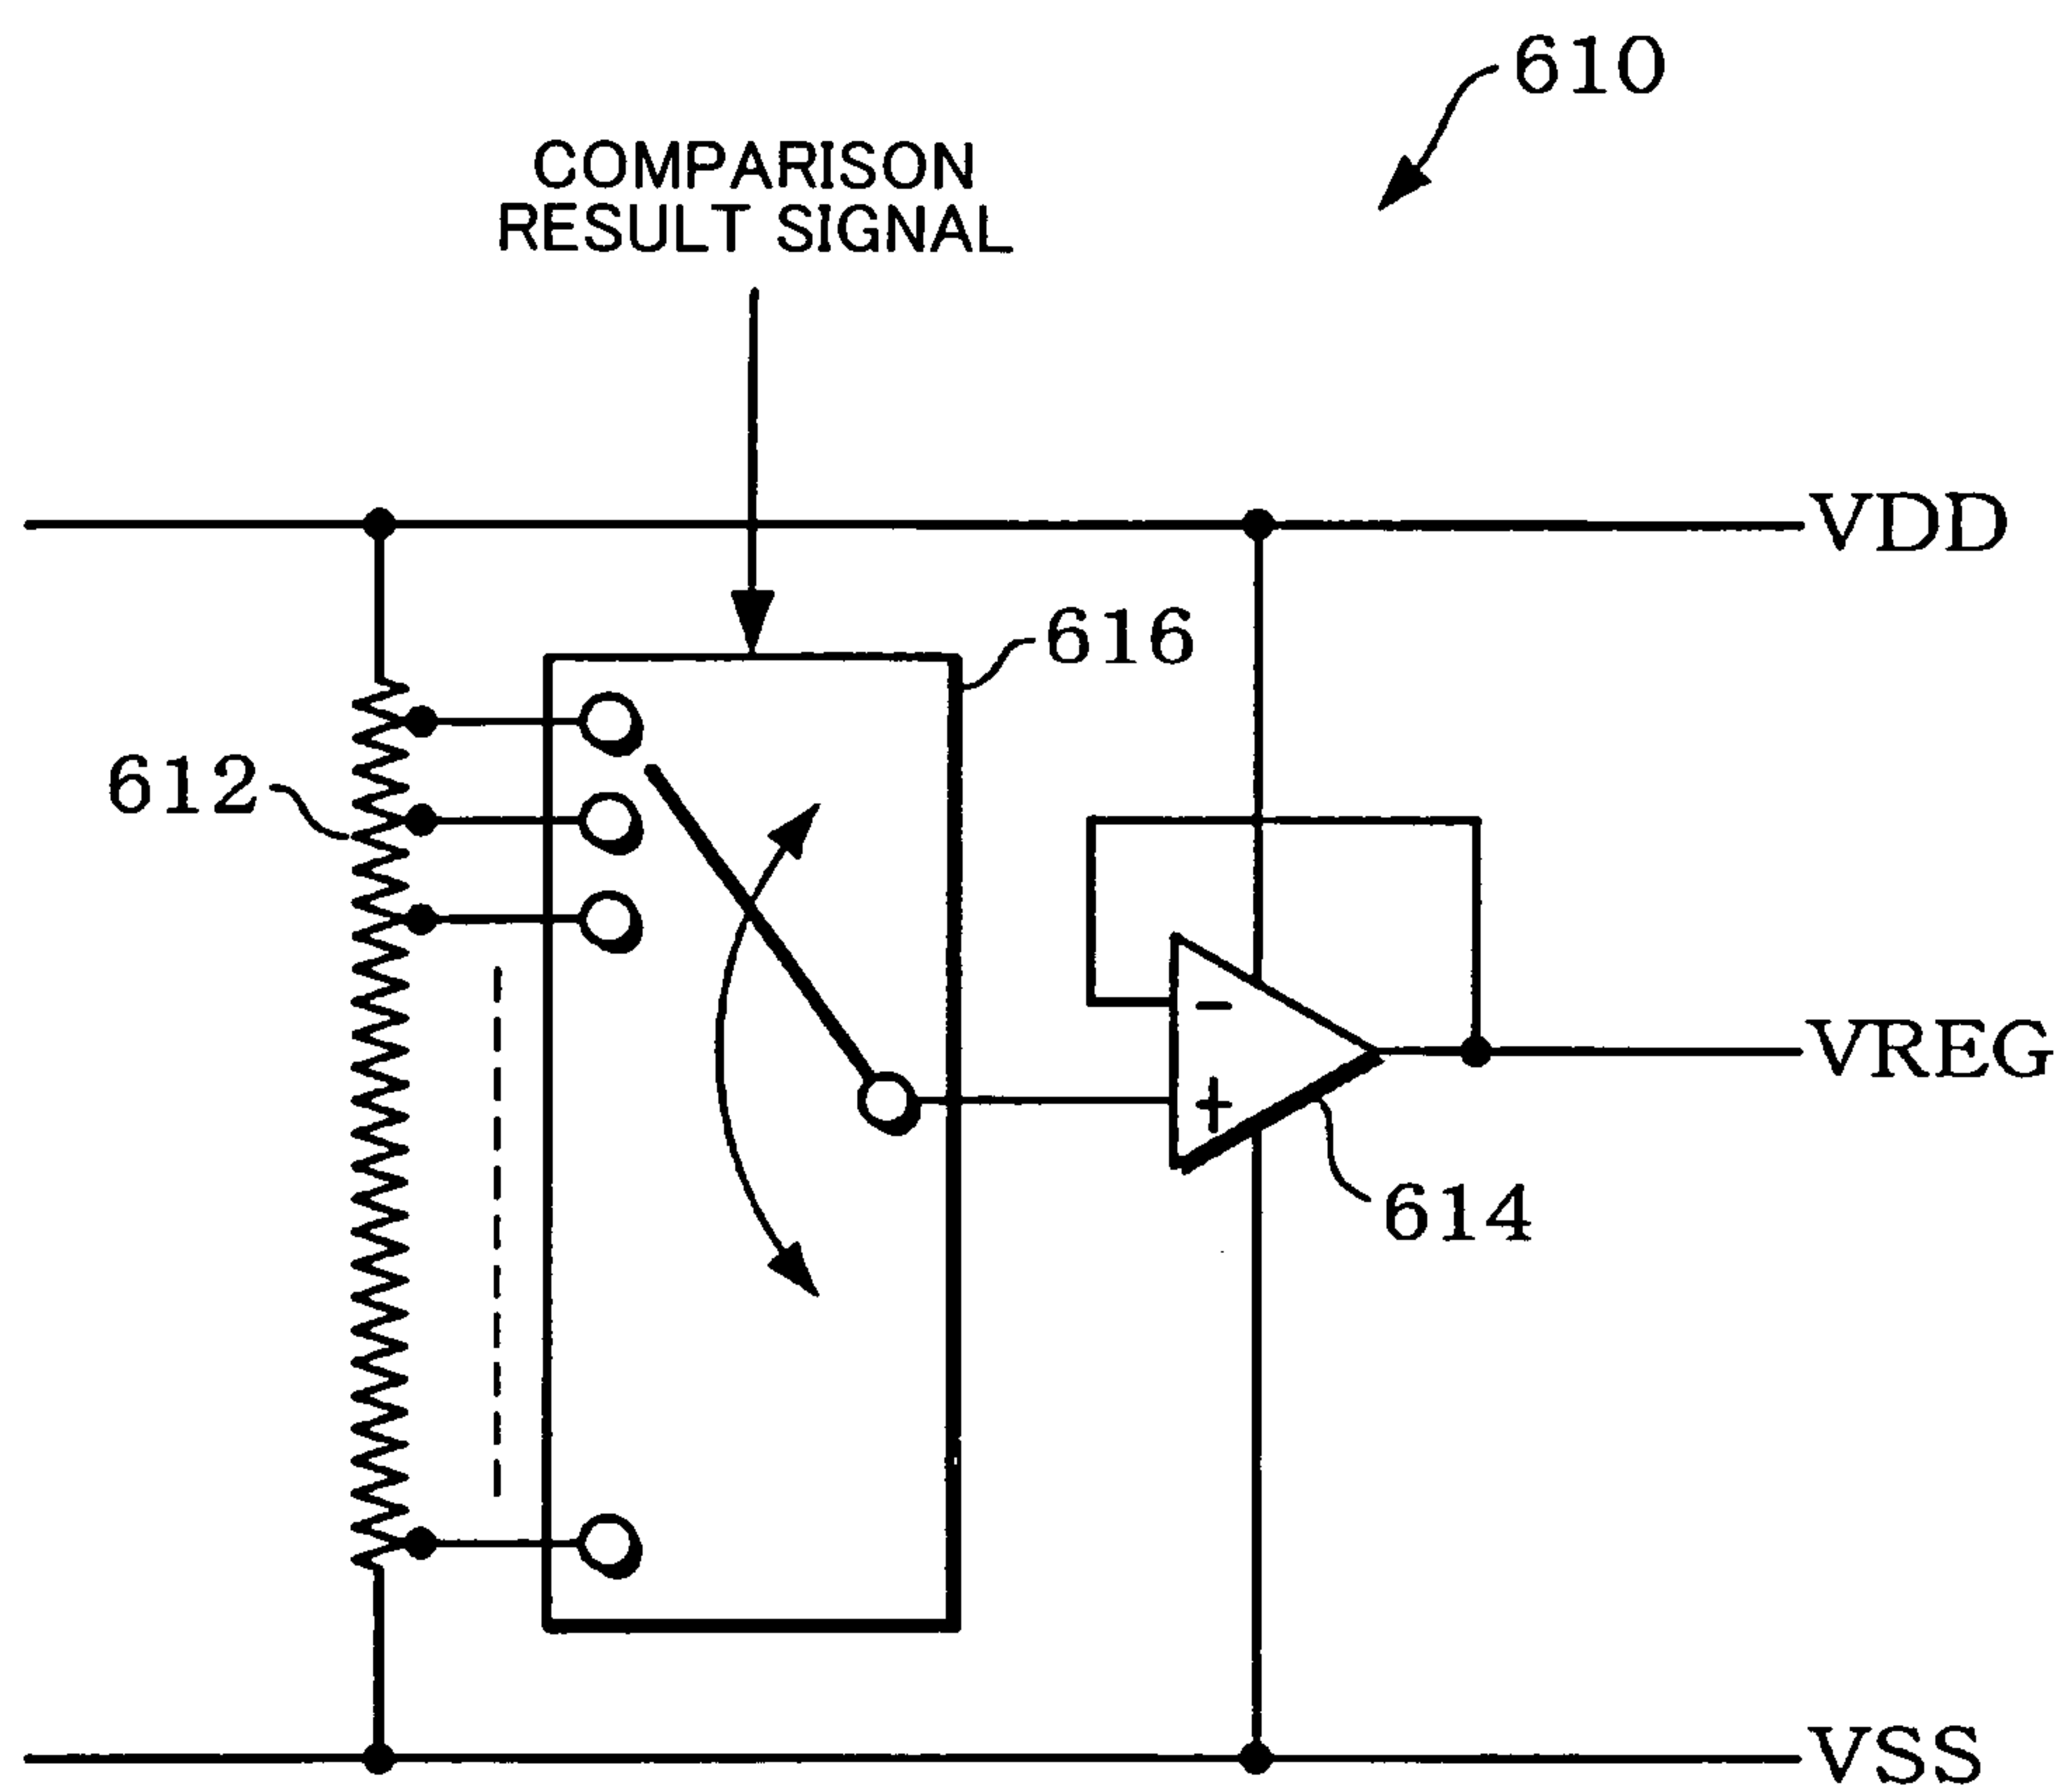 610
COMPARISON
RESULT SIGNAL
VDD
616
612
-
VREG
+
614
VSS